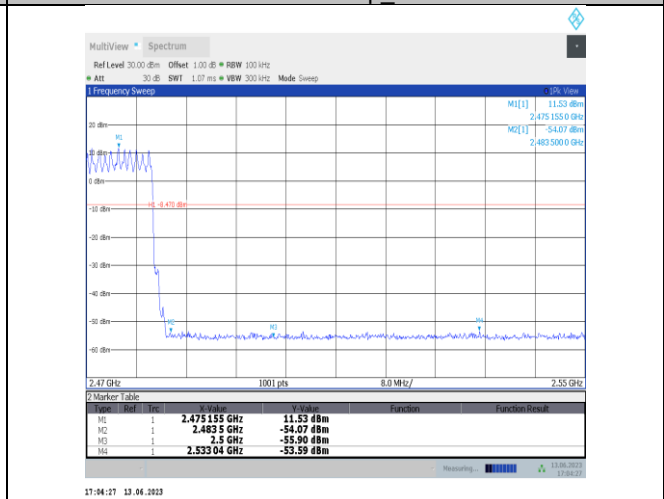 MultiView Spectrum
Ref Level 30.00 dBm Offset 1.00 dB RBW 100 kHz
Att 30 dB SWT 1.07 ms VBW 300 kHz Mode Sweep
1 Frequency Sweep 1Pk View
M1[1] 11.53 dBm
2.475 155 0 GHz
M2[1] -54.07 dBm
2.483 500 0 GHz
20 dBm
M1
10 dBm
0 dBm
H1 -8.470 dBm
-10 dBm
-20 dBm
-30 dBm
-40 dBm
-50 dBm
M2 M3 M4
-60 dBm
2.47 GHz 1001 pts 8.0 MHz/ 2.55 GHz
2 Marker Table
Type Ref Trc X-Value Y-Value Function Function Result
M1 1 2.475 155 GHz 11.53 dBm
M2 1 2.483 5 GHz -54.07 dBm
M3 1 2.5 GHz -55.90 dBm
M4 1 2.533 04 GHz -53.59 dBm
Measuring... 13.06.2023
17:04:27
17:04:27 13.06.2023